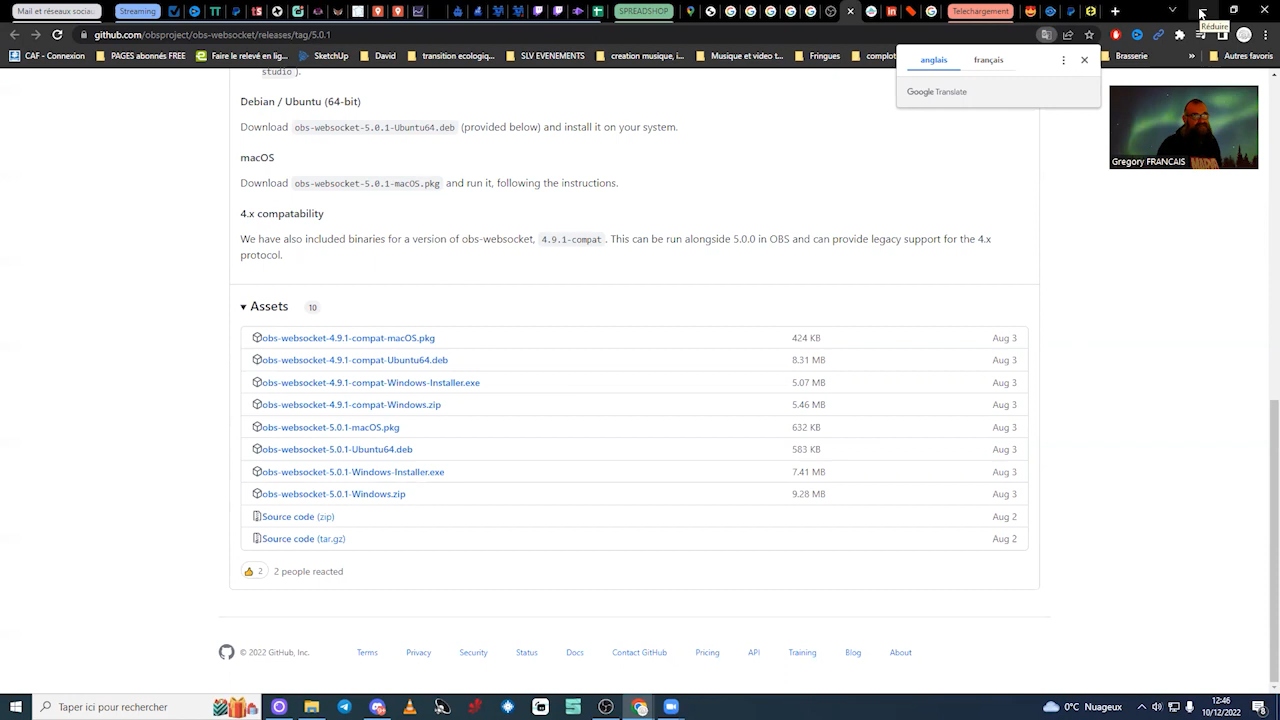 Mail et réseaux social
Streaming
SPREADSHOP
Telechargement
Réduire
github.com/obsproject/obs-websocket/releases/tag/5.0.1
CAF - Connexion
PRET
Faire le relevé en lig...
SketchUp
David
transition ecologiq...
SLV Events
creation musique et...
Musique et video t...
Fringues
Brasserie
»
Autres favoris
anglais
français
Google Translate
studio ).
Debian / Ubuntu (64-bit)
Download obs-websocket-5.0.1-Ubuntu64.deb (provided below) and install it on your system.
Gregory FRANCAIS
macOS
Download obs-websocket-5.0.1-macOS.pkg and run it, following the instructions.
4.x compatability
We have also included binaries for a version of obs-websocket, 4.9.1-compat. This can be run alongside 5.0.0 in OBS and can provide legacy support for the 4.x
protocol.
Assets 10
obs-websocket-4.9.1-compat-macOS.pkg 424 KB Aug 3
obs-websocket-4.9.1-compat-Ubuntu64.deb 8.31 MB Aug 3
obs-websocket-4.9.1-compat-Windows-Installer.exe 5.07 MB Aug 3
obs-websocket-4.9.1-compat-Windows.zip 5.46 MB Aug 3
obs-websocket-5.0.1-macOS.pkg 632 KB Aug 3
obs-websocket-5.0.1-Ubuntu64.deb 583 KB Aug 3
obs-websocket-5.0.1-Windows-Installer.exe 7.41 MB Aug 3
obs-websocket-5.0.1-Windows.zip 9.28 MB Aug 3
Source code (zip) Aug 2
Source code (tar.gz) Aug 2
2 2 people reacted
© 2022 GitHub, Inc. Terms Privacy Security Status Docs Contact GitHub Pricing API Training Blog About
Taper ici pour rechercher
0°C Nuageux
12:46
10/12/2022